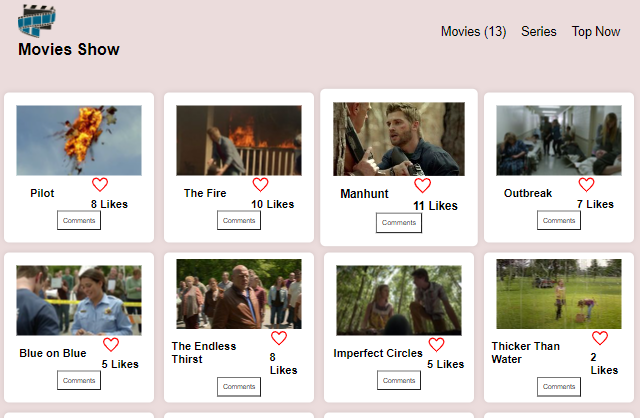 Movies Show
Movies (13) Series Top Now
Pilot
8 Likes
Comments
The Fire
10 Likes
Comments
Manhunt
11 Likes
Comments
Outbreak
7 Likes
Comments
Blue on Blue
5 Likes
Comments
The Endless
Thirst
8
Likes
Comments
Imperfect Circles
5 Likes
Comments
Thicker Than
Water
2
Likes
Comments